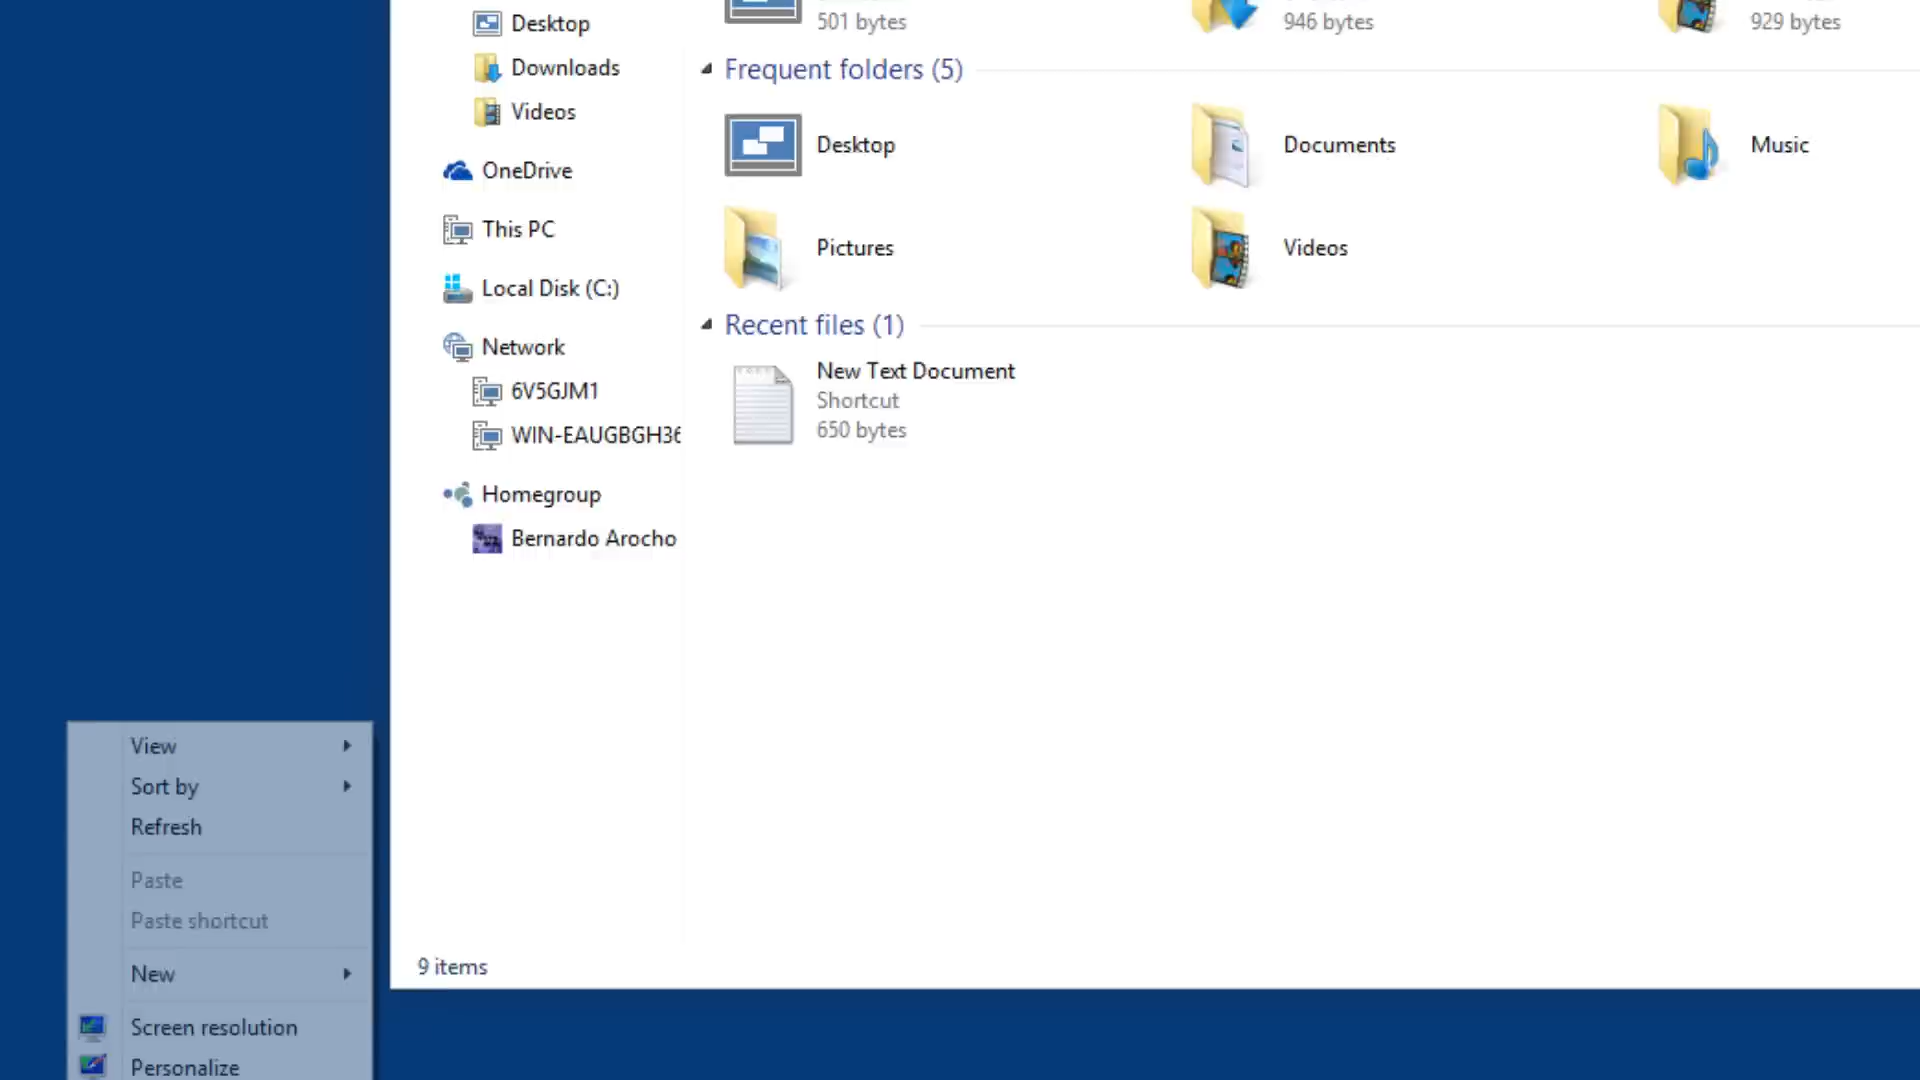 Desktop
Downloads
Videos
OneDrive
This PC
Local Disk (C:)
Network
6V5GJM1
WIN-EAUGBGH36
Homegroup
Bernardo Arocho
501 bytes
946 bytes
929 bytes
Frequent folders (5)
Desktop
Documents
Music
Pictures
Videos
Recent files (1)
New Text Document
Shortcut
650 bytes
9 items
View
Sort by
Refresh
Paste
Paste shortcut
New
Screen resolution
Personalize